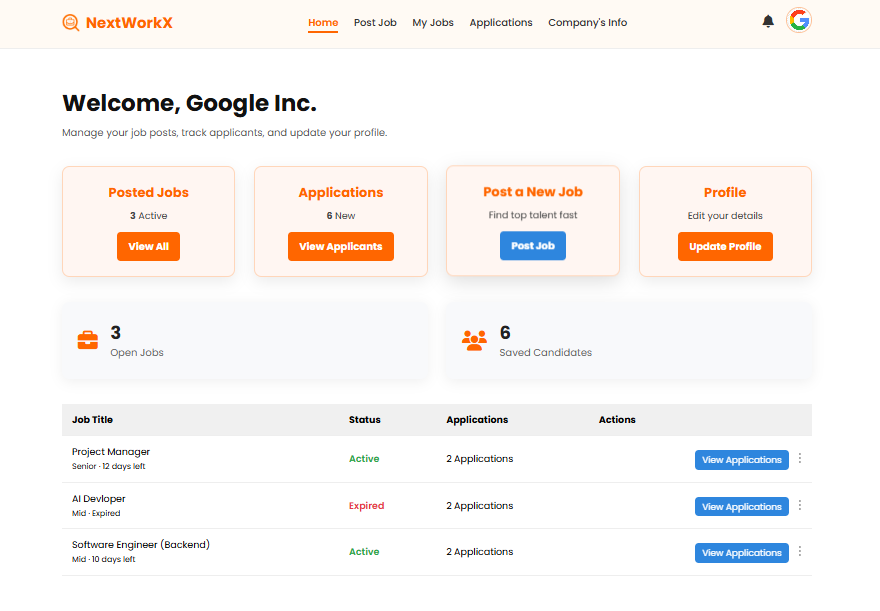 NextWorkX
Home Post Job My Jobs Applications Company's Info
Welcome, Google Inc.
Manage your job posts, track applicants, and update your profile.
Posted Jobs
3 Active
View All
Applications
6 New
View Applicants
Post a New Job
Find top talent fast
Post Job
Profile
Edit your details
Update Profile
3
Open Jobs
6
Saved Candidates
Job Title Status Applications Actions
Project Manager
Senior · 12 days left
Active 2 Applications View Applications
AI Devloper
Mid · Expired
Expired 2 Applications View Applications
Software Engineer (Backend)
Mid · 10 days left
Active 2 Applications View Applications